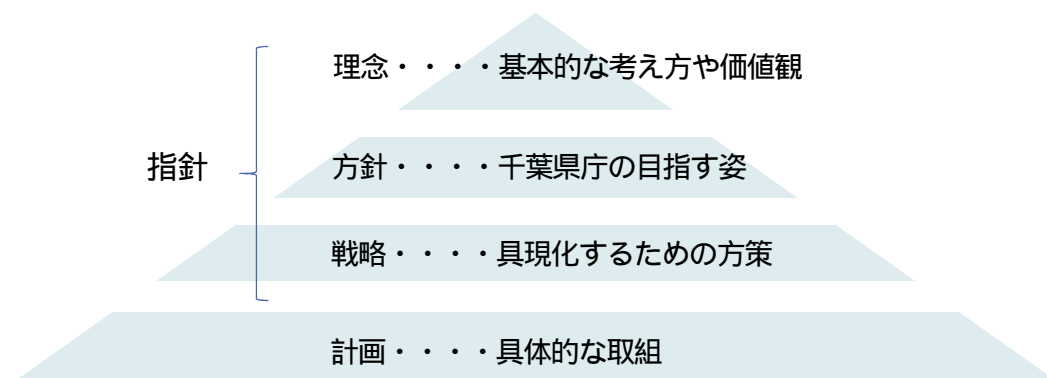 理念・・・・基本的な考え方や価値観
指針
方針・・・・千葉県庁の目指す姿
戦略・・・・具現化するための方策
計画・・・・具体的な取組